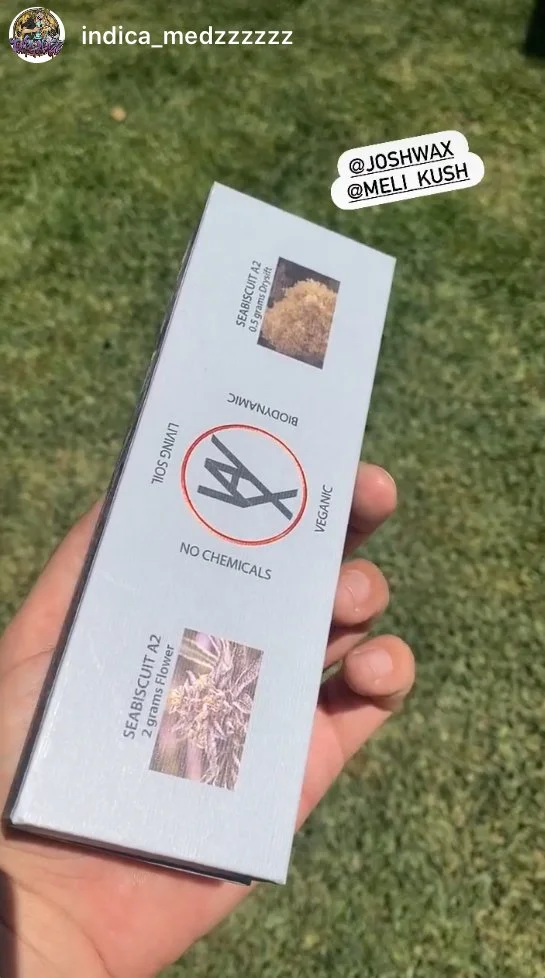 indica_medzzzzzz
@JOSHWAX
@MELI_KUSH
SEABISCUIT A2
0.5 grams Drysift
BIODYNAMIC
LIVING SOIL
WAX
VEGANIC
NO CHEMICALS
SEABISCUIT A2
2 grams Flower